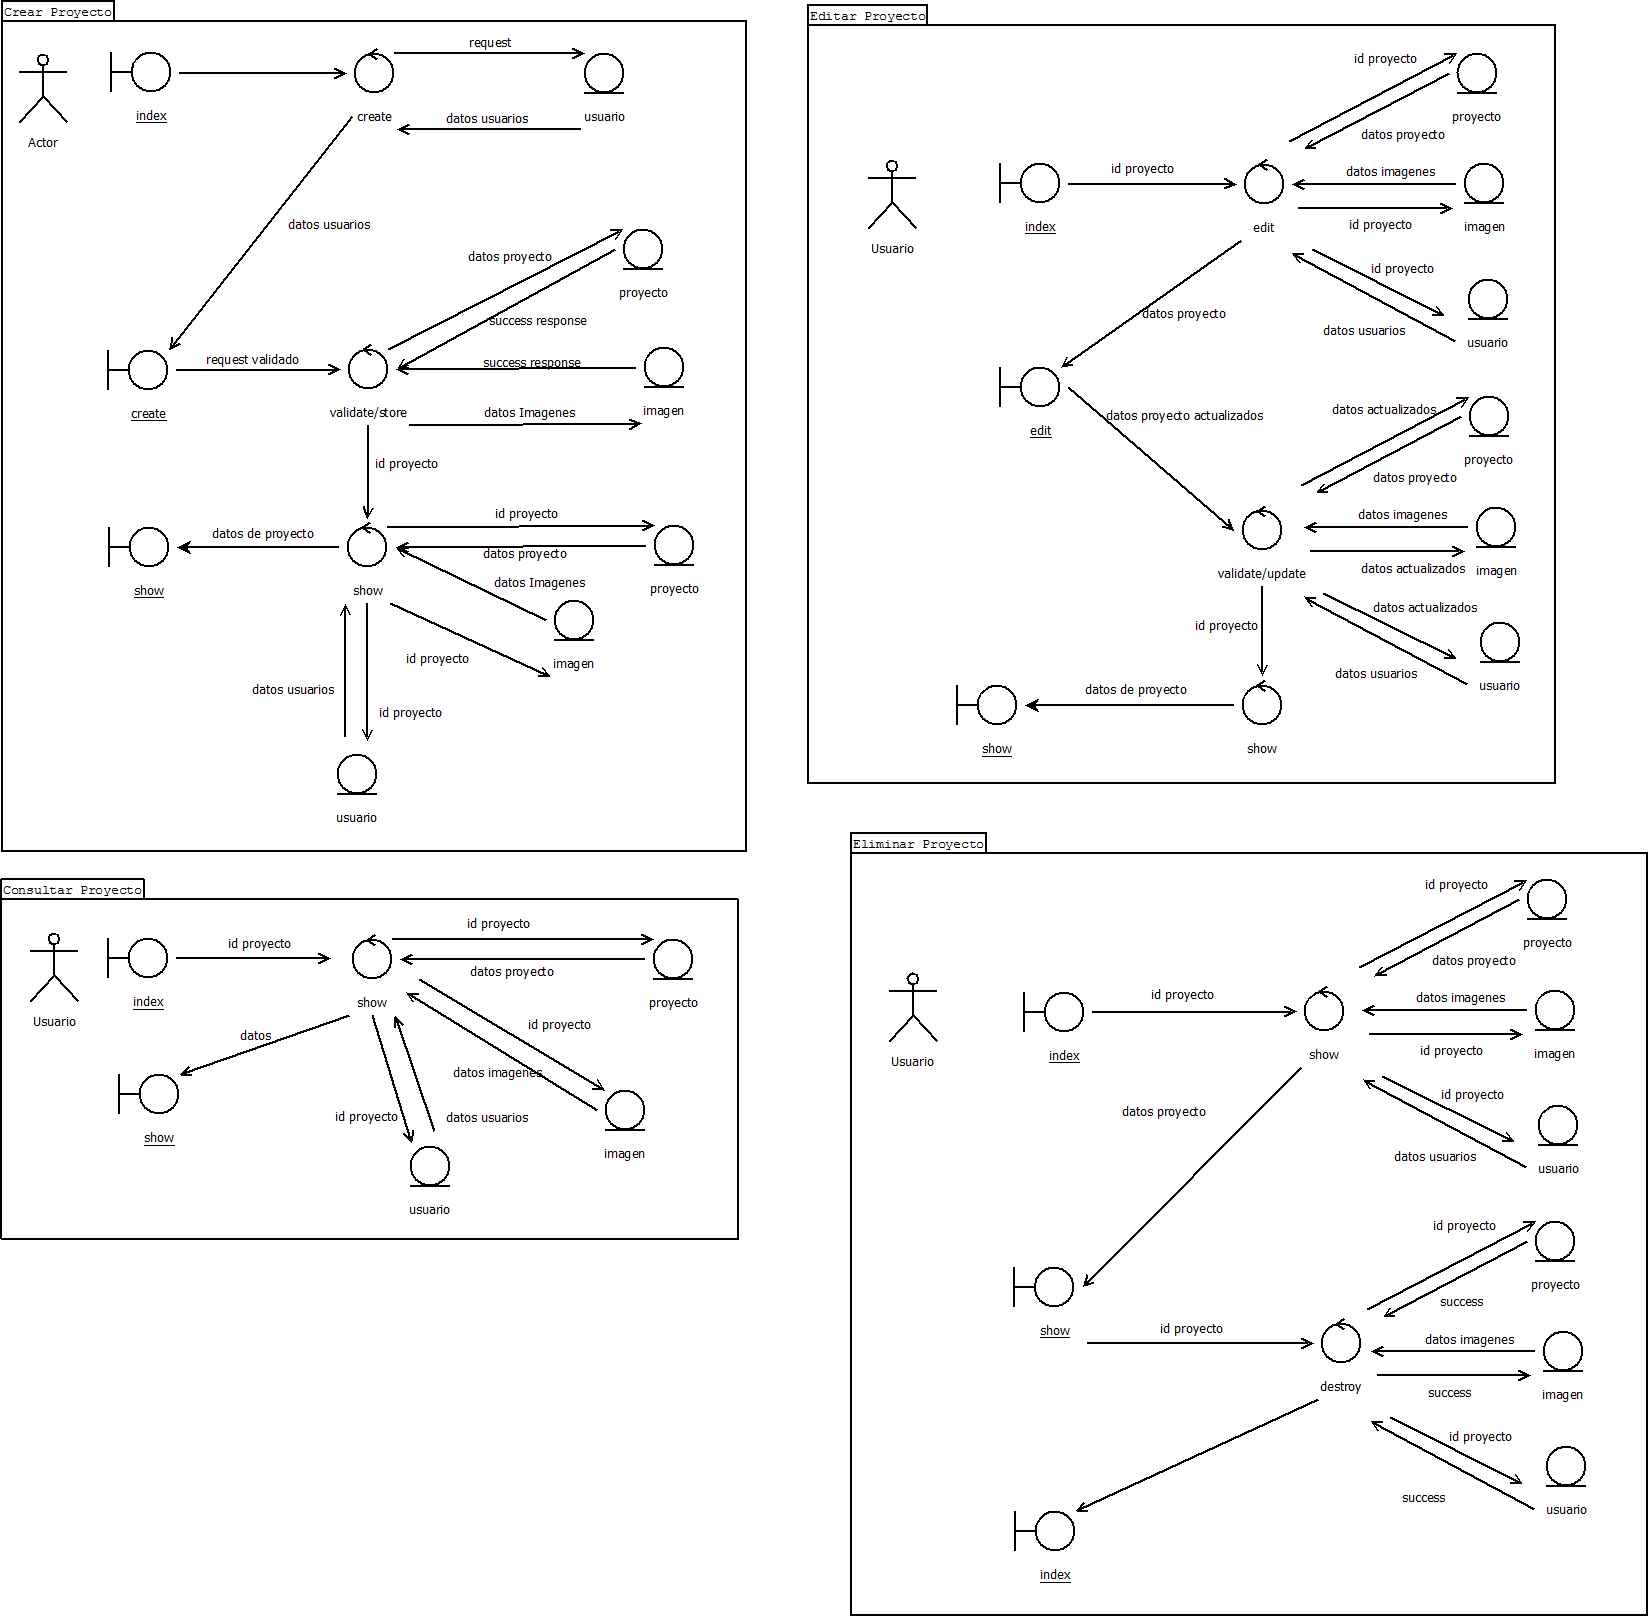 Crear Proyecto
request
Actor
index
create
usuario
datos usuarios
datos usuarios
datos proyecto
proyecto
success response
request validado
success response
create
validate/store
datos Imagenes
imagen
id proyecto
id proyecto
datos de proyecto
datos proyecto
show
show
datos Imagenes
proyecto
id proyecto
imagen
datos usuarios
id proyecto
usuario
Editar Proyecto
id proyecto
proyecto
datos proyecto
id proyecto
datos imagenes
Usuario
index
edit
id proyecto
imagen
id proyecto
datos proyecto
datos usuarios
usuario
edit
datos proyecto actualizados
datos actualizados
proyecto
datos proyecto
datos imagenes
validate/update
datos actualizados
imagen
id proyecto
datos actualizados
datos usuarios
usuario
datos de proyecto
show
show
Consultar Proyecto
id proyecto
id proyecto
datos proyecto
Usuario
index
show
proyecto
datos
id proyecto
datos imagenes
id proyecto
datos usuarios
show
imagen
usuario
Eliminar Proyecto
id proyecto
proyecto
datos proyecto
id proyecto
datos imagenes
Usuario
index
show
id proyecto
imagen
datos proyecto
id proyecto
datos usuarios
usuario
id proyecto
proyecto
success
show
id proyecto
datos imagenes
destroy
success
imagen
id proyecto
success
usuario
index